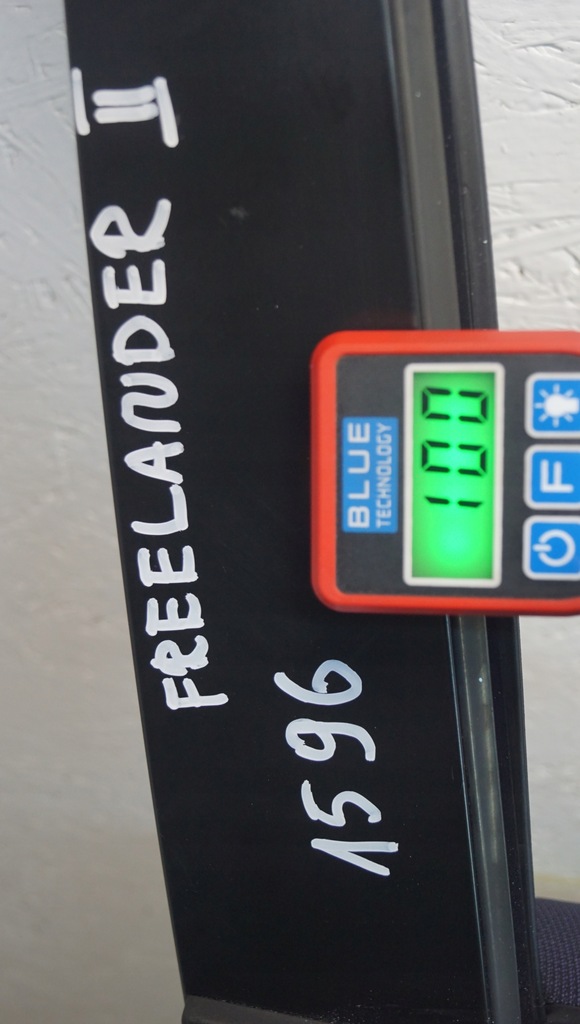 FREELANDER II
1596
BLUE
TECHNOLOGY
100
F